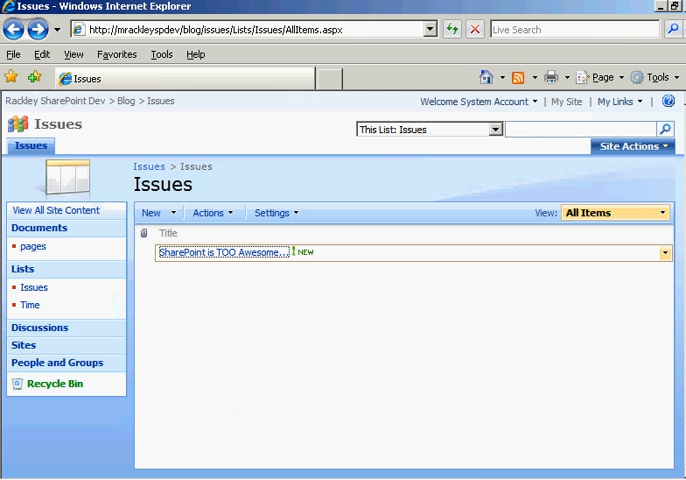 Issues - Windows Internet Explorer
http://mrackleyspdev/blog/issues/Lists/Issues/AllItems.aspx
Live Search
File Edit View Favorites Tools Help
Issues
Page Tools
Rackley SharePoint Dev > Blog > Issues
Welcome System Account | My Site | My Links |
Issues
This List: Issues
Issues
Site Actions
Issues > Issues
Issues
View All Site Content
Documents
pages
Lists
Issues
Time
Discussions
Sites
People and Groups
Recycle Bin
New Actions Settings View: All Items
Title
SharePoint is TOO Awesome... ! NEW